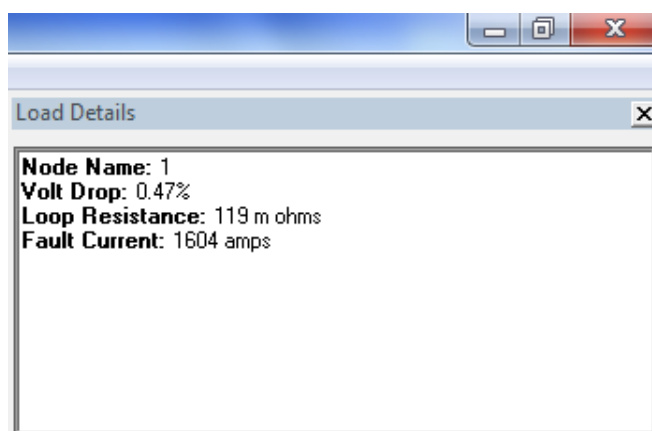 Load Details
Node Name: 1
Volt Drop: 0.47%
Loop Resistance: 119 m ohms
Fault Current: 1604 amps